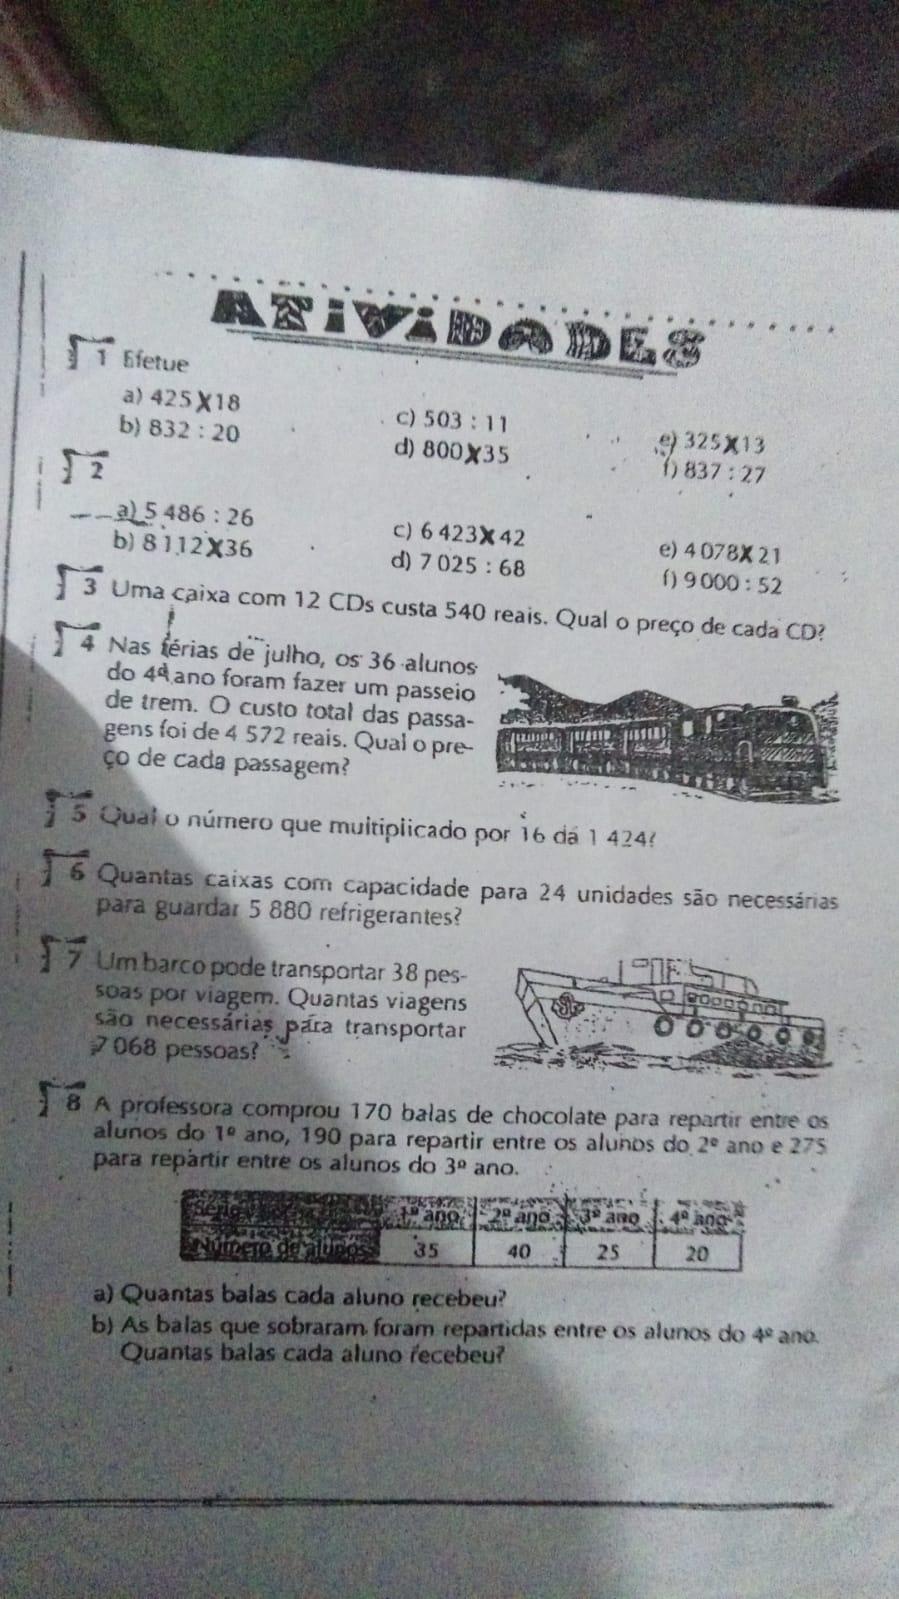 ATIVIDADES
1 Efetue
a) 425 X 18
c) 503 : 11
e) 325 X 13
b) 832 : 20
d) 800 X 35
f) 837 : 27
2
a) 5 486 : 26
c) 6 423 X 42
e) 4 078 X 21
b) 8 112 X 36
d) 7 025 : 68
f) 9 000 : 52
3 Uma caixa com 12 CDs custa 540 reais. Qual o preço de cada CD?
4 Nas férias de julho, os 36 alunos
do 4º ano foram fazer um passeio
de trem. O custo total das passa-
gens foi de 4 572 reais. Qual o pre-
ço de cada passagem?
5 Qual o número que multiplicado por 16 dá 1 424?
6 Quantas caixas com capacidade para 24 unidades são necessárias
para guardar 5 880 refrigerantes?
7 Um barco pode transportar 38 pes-
soas por viagem. Quantas viagens
são necessárias para transportar
7 068 pessoas?
8 A professora comprou 170 balas de chocolate para repartir entre os
alunos do 1º ano, 190 para repartir entre os alunos do 2º ano e 275
para repartir entre os alunos do 3º ano.
Série 1º ano 2º ano 3º ano 4º ano
Número de alunos 35 40 25 20
a) Quantas balas cada aluno recebeu?
b) As balas que sobraram foram repartidas entre os alunos do 4º ano.
Quantas balas cada aluno recebeu?